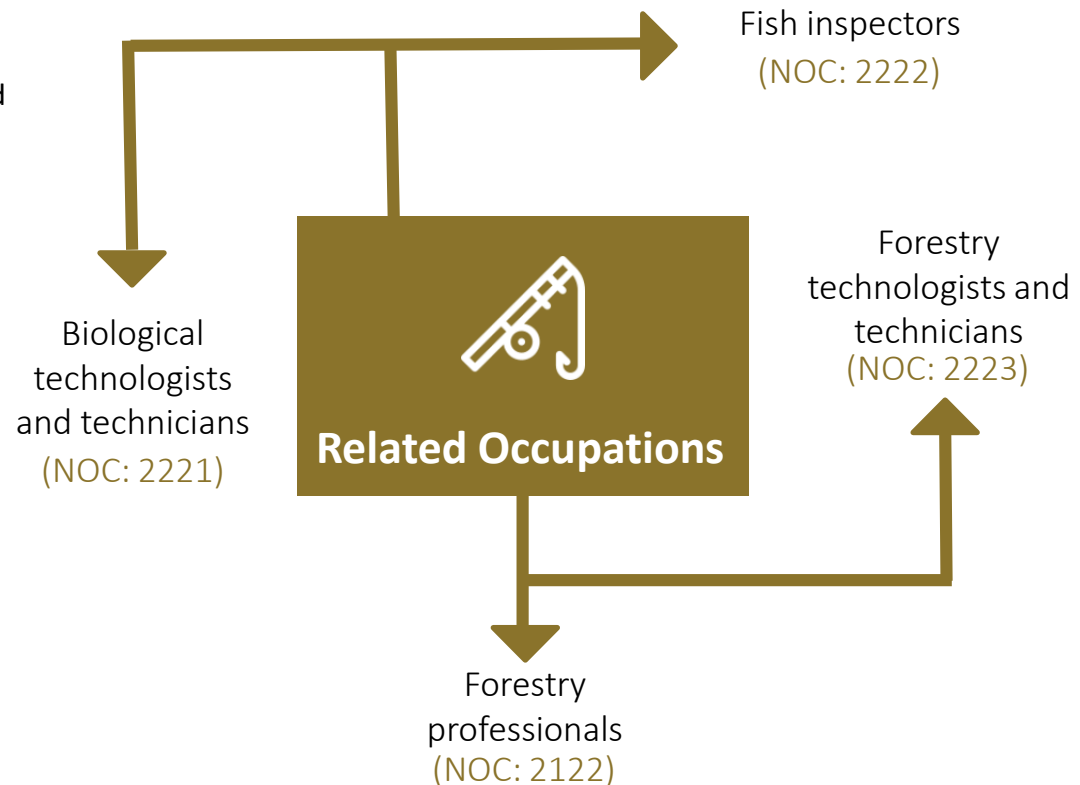 Fish inspectors
(NOC: 2222)
Forestry
technologists and
technicians
(NOC: 2223)
Biological
technologists
and technicians
(NOC: 2221)
Related Occupations
Forestry
professionals
(NOC: 2122)